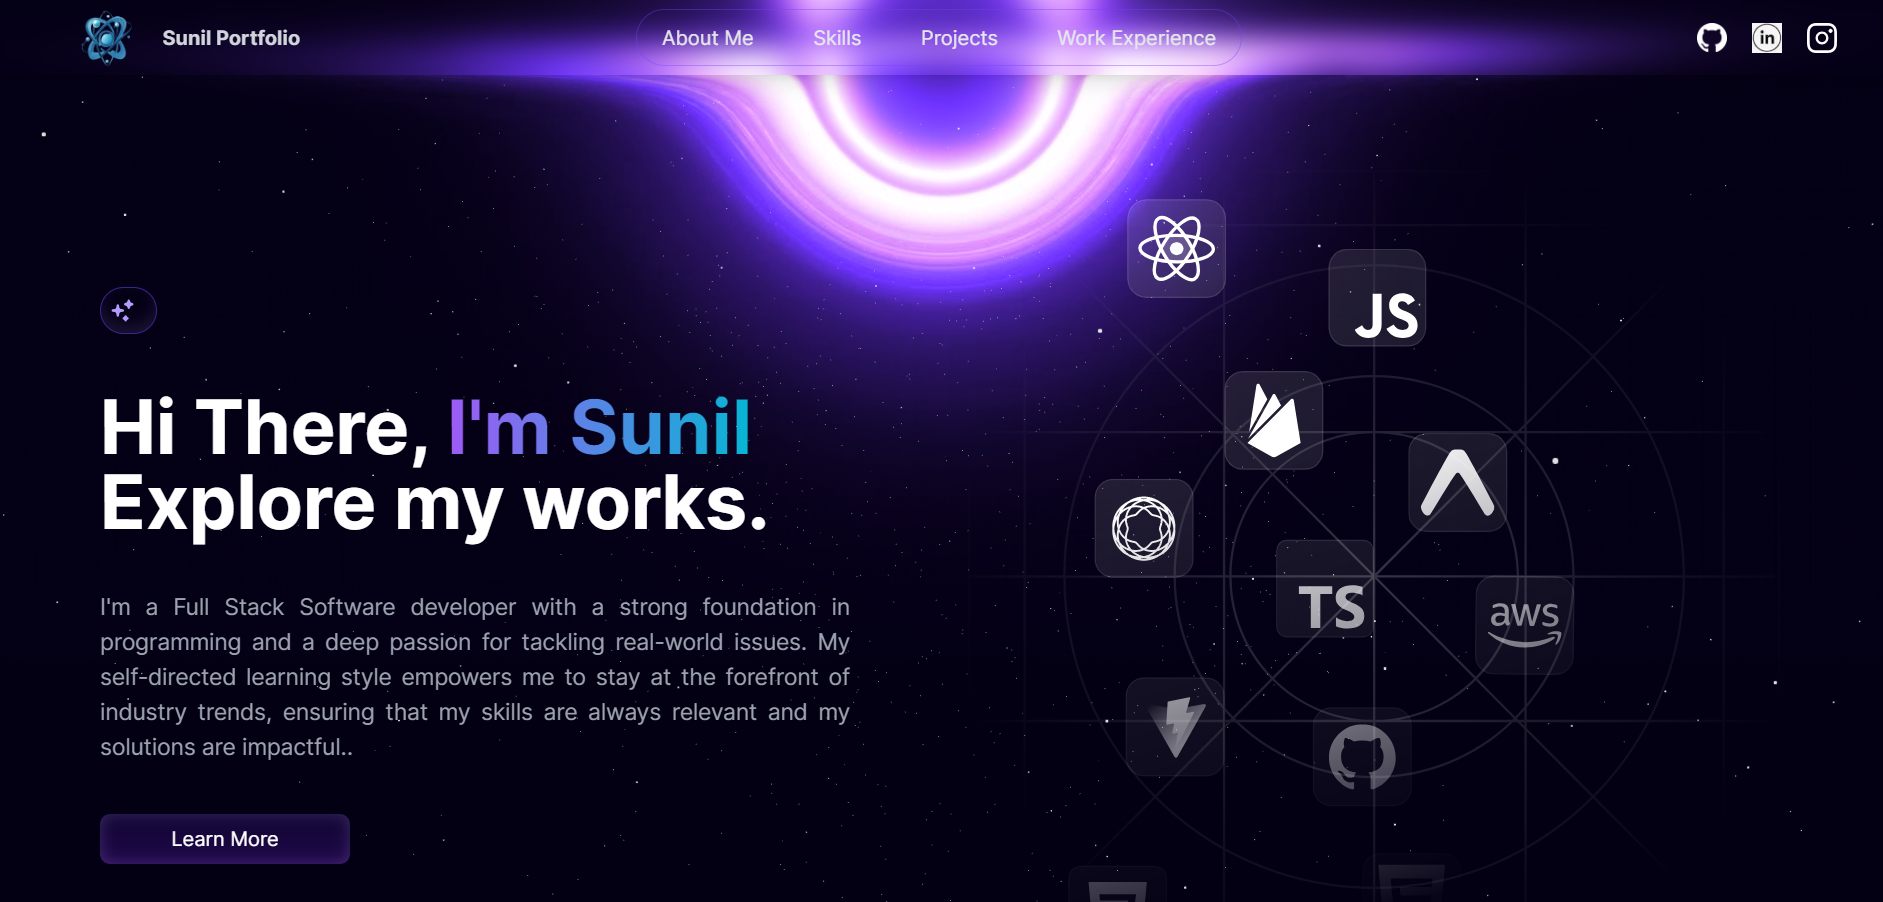 Sunil Portfolio
About Me
Skills
Projects
Work Experience
in
JS
Hi There, I'm Sunil
Explore my works.
TS
aws
I'm a Full Stack Software developer with a strong foundation in
programming and a deep passion for tackling real-world issues. My
self-directed learning style empowers me to stay at the forefront of
industry trends, ensuring that my skills are always relevant and my
solutions are impactful..
Learn More